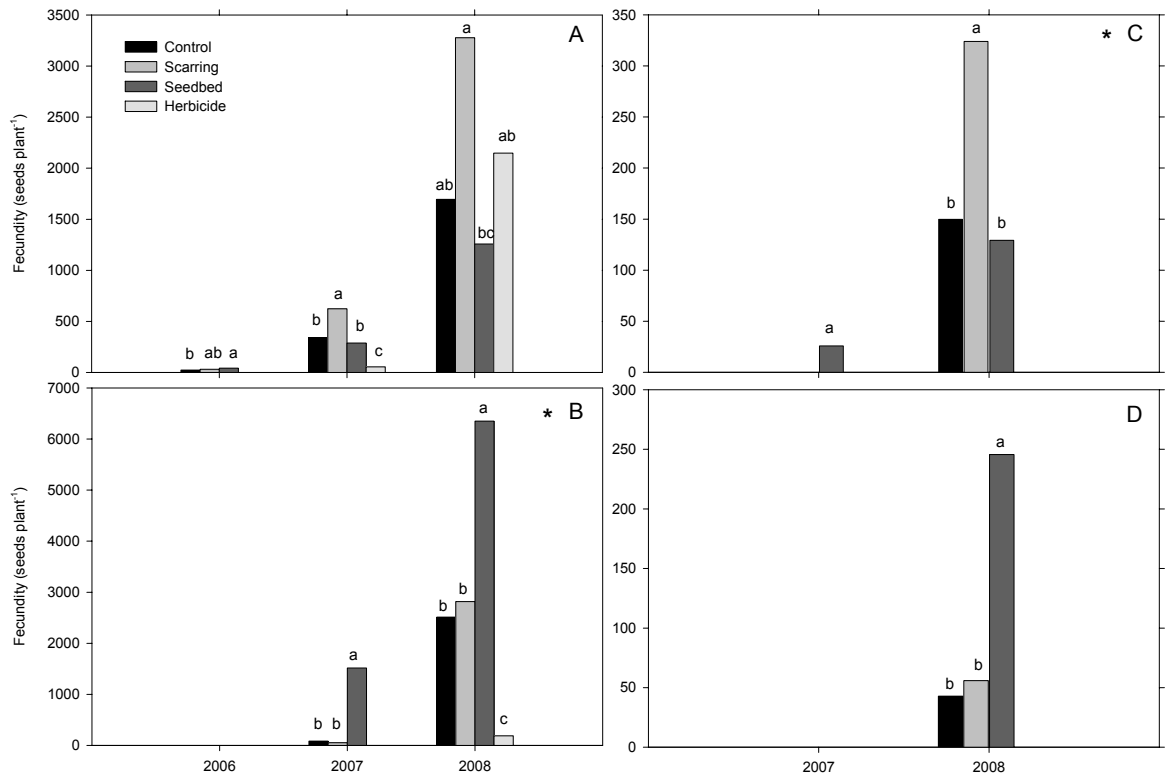 3500
3000
2500
2000
1500
1000
500
0
Fecundity (seeds plant-1)
Control
Scarring
Seedbed
Herbicide
A
b ab a
b a b c
ab a bc ab
350
300
250
200
150
100
50
0
* C
a
b a b
7000
6000
5000
4000
3000
2000
1000
0
Fecundity (seeds plant-1)
* B
b b a
b b a c
2006 2007 2008
300
250
200
150
100
50
0
D
b b a
2007 2008